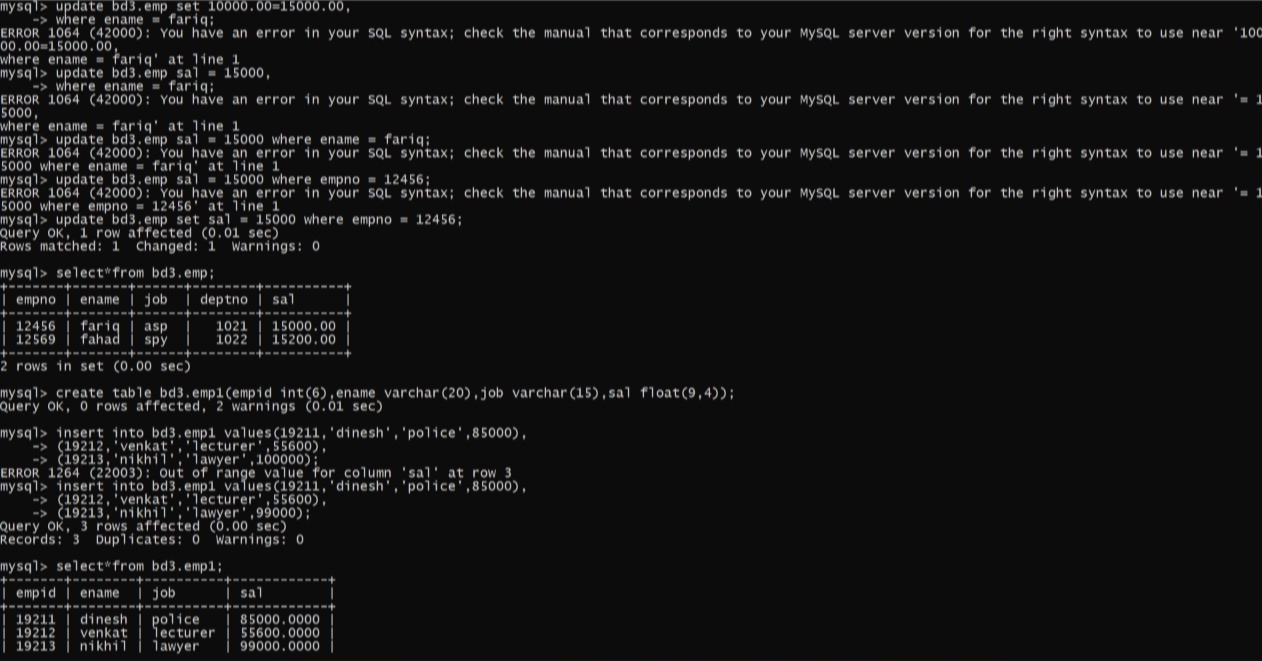 mysql> update bd3.emp set 10000.00=15000.00,
    -> where ename = fariq;
ERROR 1064 (42000): You have an error in your SQL syntax; check the manual that corresponds to your MySQL server version for the right syntax to use near '100
00.00=15000.00,
where ename = fariq' at line 1
mysql> update bd3.emp sal = 15000,
    -> where ename = fariq;
ERROR 1064 (42000): You have an error in your SQL syntax; check the manual that corresponds to your MySQL server version for the right syntax to use near '= 1
5000,
where ename = fariq' at line 1
mysql> update bd3.emp sal = 15000 where ename = fariq;
ERROR 1064 (42000): You have an error in your SQL syntax; check the manual that corresponds to your MySQL server version for the right syntax to use near '= 1
5000 where ename = fariq' at line 1
mysql> update bd3.emp sal = 15000 where empno = 12456;
ERROR 1064 (42000): You have an error in your SQL syntax; check the manual that corresponds to your MySQL server version for the right syntax to use near '= 1
5000 where empno = 12456' at line 1
mysql> update bd3.emp set sal = 15000 where empno = 12456;
Query OK, 1 row affected (0.01 sec)
Rows matched: 1  Changed: 1  Warnings: 0

mysql> select*from bd3.emp;
+-------+-------+------+--------+----------+
| empno | ename | job  | deptno | sal      |
+-------+-------+------+--------+----------+
| 12456 | fariq | asp  |   1021 | 15000.00 |
| 12569 | fahad | spy  |   1022 | 15200.00 |
+-------+-------+------+--------+----------+
2 rows in set (0.00 sec)

mysql> create table bd3.emp1(empid int(6),ename varchar(20),job varchar(15),sal float(9,4));
Query OK, 0 rows affected, 2 warnings (0.01 sec)

mysql> insert into bd3.emp1 values(19211,'dinesh','police',85000),
    -> (19212,'venkat','lecturer',55600),
    -> (19213,'nikhil','lawyer',100000);
ERROR 1264 (22003): Out of range value for column 'sal' at row 3
mysql> insert into bd3.emp1 values(19211,'dinesh','police',85000),
    -> (19212,'venkat','lecturer',55600),
    -> (19213,'nikhil','lawyer',99000);
Query OK, 3 rows affected (0.00 sec)
Records: 3  Duplicates: 0  Warnings: 0

mysql> select*from bd3.emp1;
+-------+--------+----------+------------+
| empid | ename  | job      | sal        |
+-------+--------+----------+------------+
| 19211 | dinesh | police   | 85000.0000 |
| 19212 | venkat | lecturer | 55600.0000 |
| 19213 | nikhil | lawyer   | 99000.0000 |